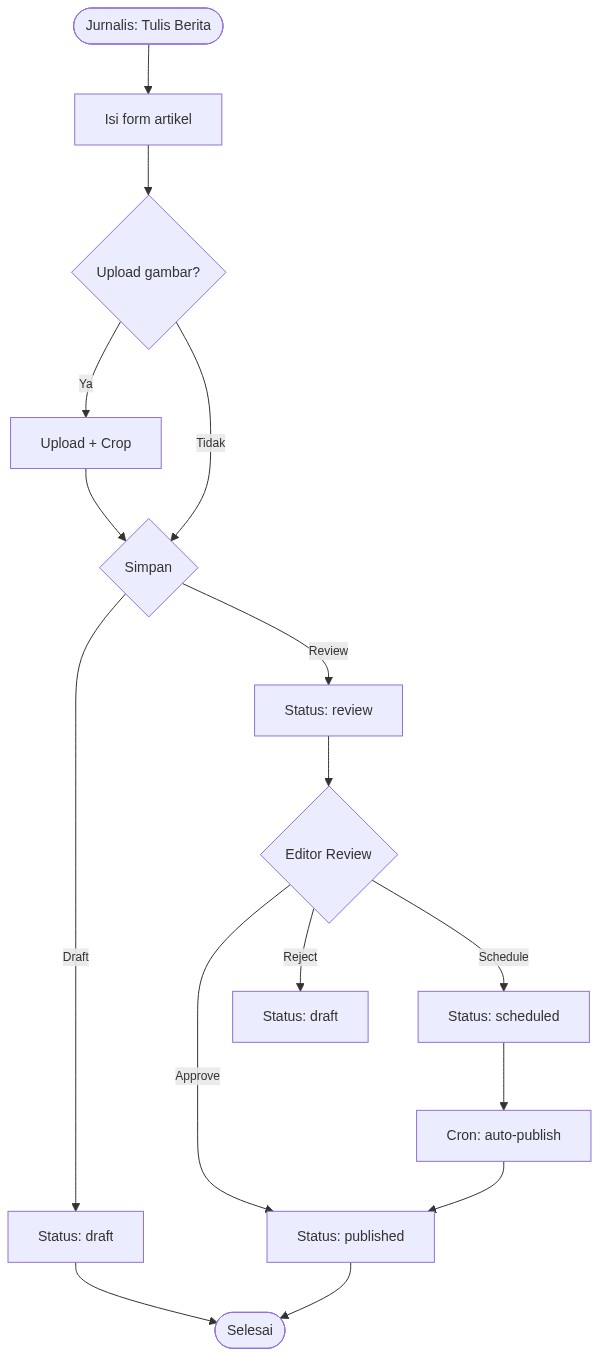 Jurnalis: Tulis Berita
Isi form artikel
Upload gambar?
Ya
Upload + Crop
Tidak
Simpan
Review
Status: review
Editor Review
Draft
Reject
Schedule
Status: draft
Status: scheduled
Approve
Cron: auto-publish
Status: draft
Status: published
Selesai